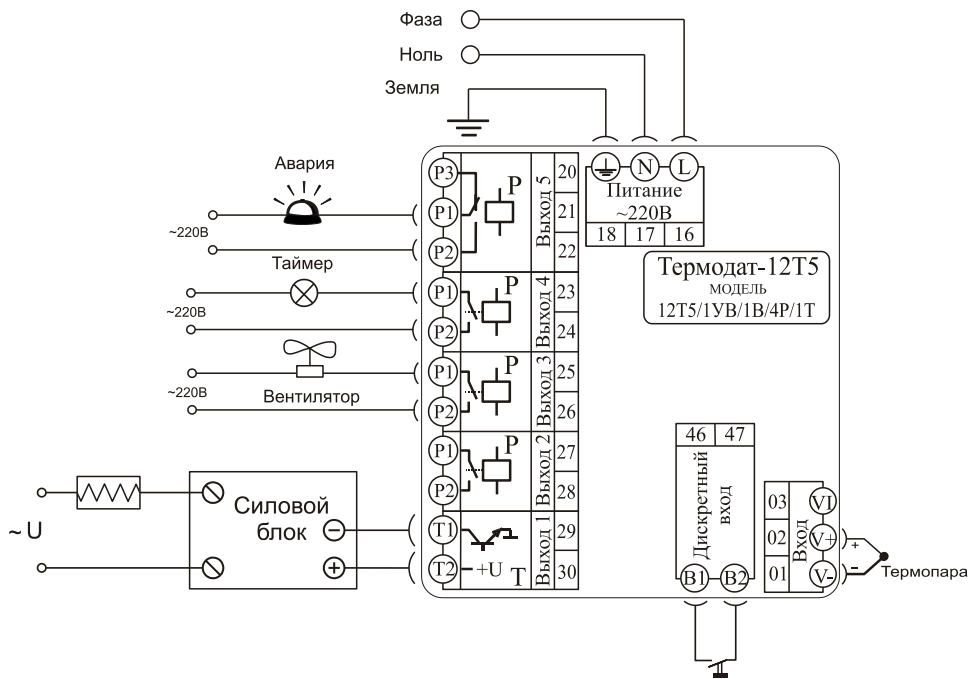 Фаза
Ноль
Земля
Авария
~220В
Таймер
~220В
~220В
Вентилятор
~ U
Силовой
блок
P3
P1
P2
P
Выход 5
20
21
22
P1
P2
P
Выход 4
23
24
P1
P2
P
Выход 3
25
26
P1
P2
P
Выход 2
27
28
T1
T2
+U T
Выход 1
29
30
N L
Питание
~220В
18 17 16
Термодат-12Т5
МОДЕЛЬ
12Т5/1УВ/1В/4Р/1Т
46 47
Дискретный
вход
B1 B2
03
02
01
Вход
VI
V+
V-
+
−
Термопара